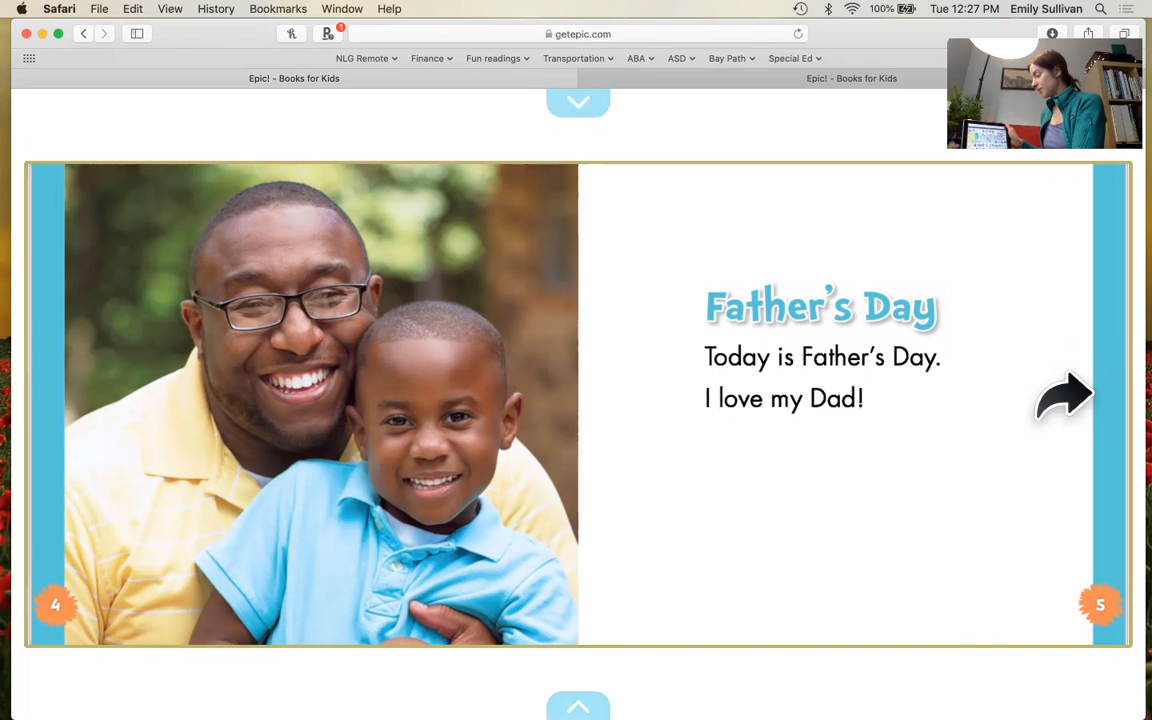 Safari File Edit View History Bookmarks Window Help 100% Tue 12:27 PM Emily Sullivan
1
getepic.com
NLG Remote Finance Fun readings Transportation ABA ASD Bay Path Special Ed
Epic! - Books for Kids Epic! - Books for Kids
Father's Day
Today is Father's Day.
I love my Dad!
4
5